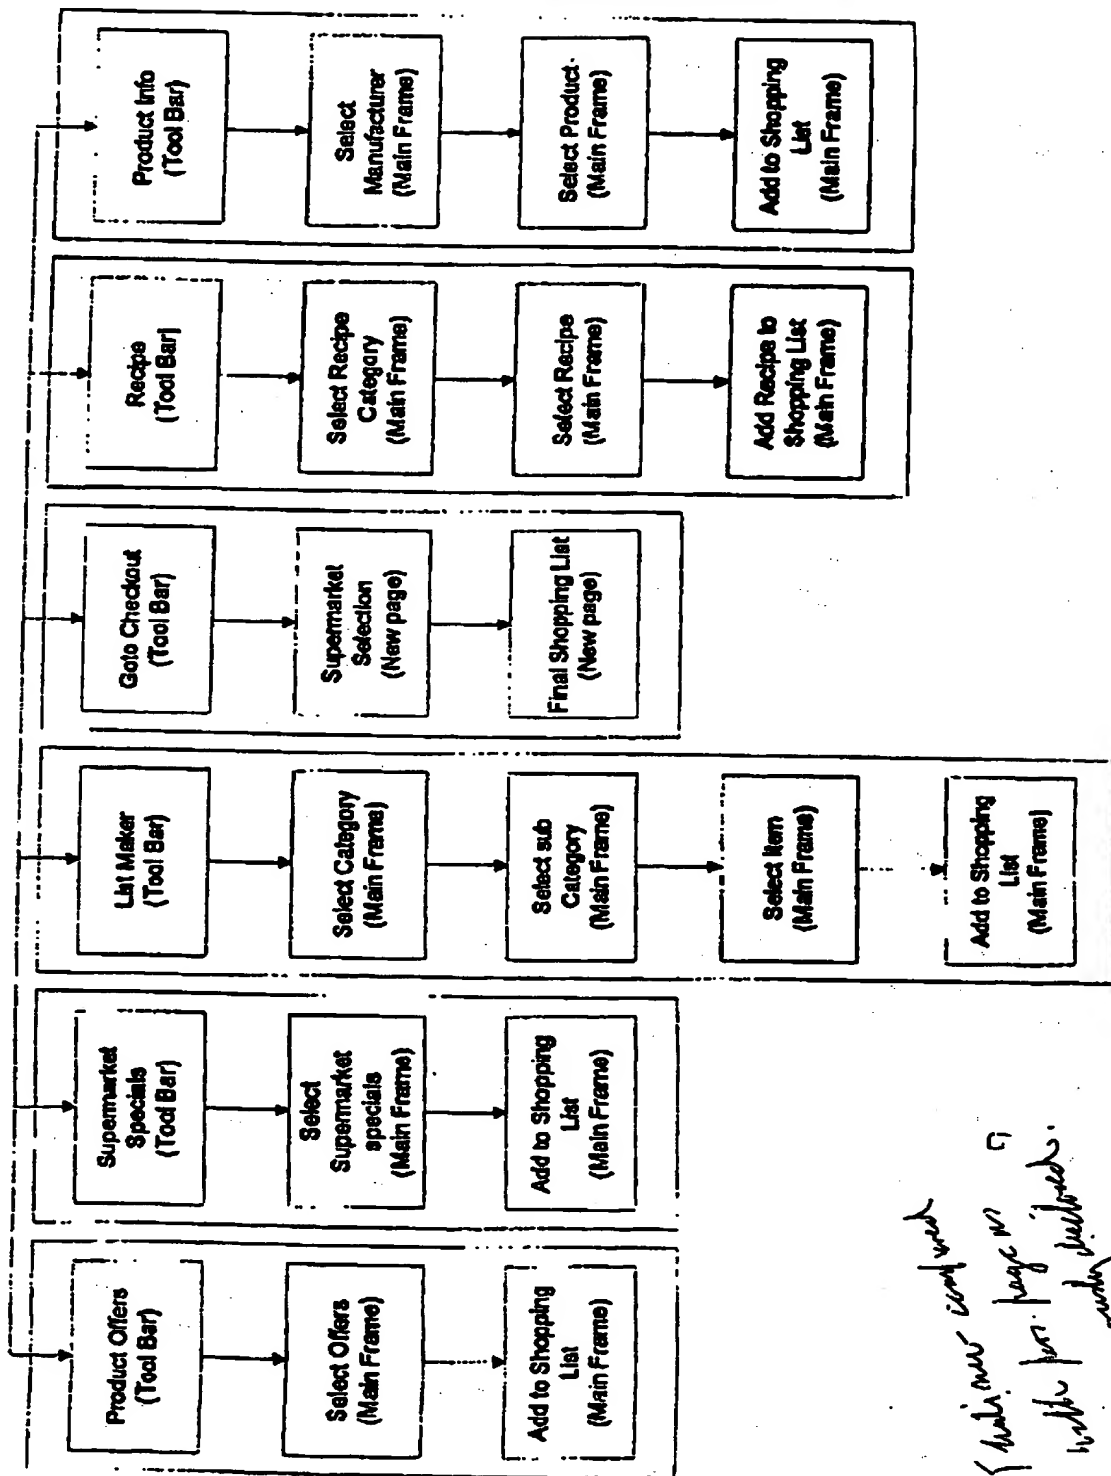 Product Offers
(Tool Bar)
Select Offers
(Main Frame)
Add to Shopping
List
(Main Frame)
Supermarket
Specials
(Tool Bar)
Select
Supermarket
specials
(Main Frame)
Add to Shopping
List
(Main Frame)
List Maker
(Tool Bar)
Select Category
(Main Frame)
Select sub
Category
(Main Frame)
Select Item
(Main Frame)
Add to Shopping
List
(Main Frame)
Goto Checkout
(Tool Bar)
Supermarket
Selection
(New page)
Final Shopping List
(New page)
Recipe
(Tool Bar)
Select Recipe
Category
(Main Frame)
Select Recipe
(Main Frame)
Add Recipe to
Shopping List
(Main Frame)
Product Info
(Tool Bar)
Select
Manufacturer
(Main Frame)
Select Product
(Main Frame)
Add to Shopping
List
(Main Frame)